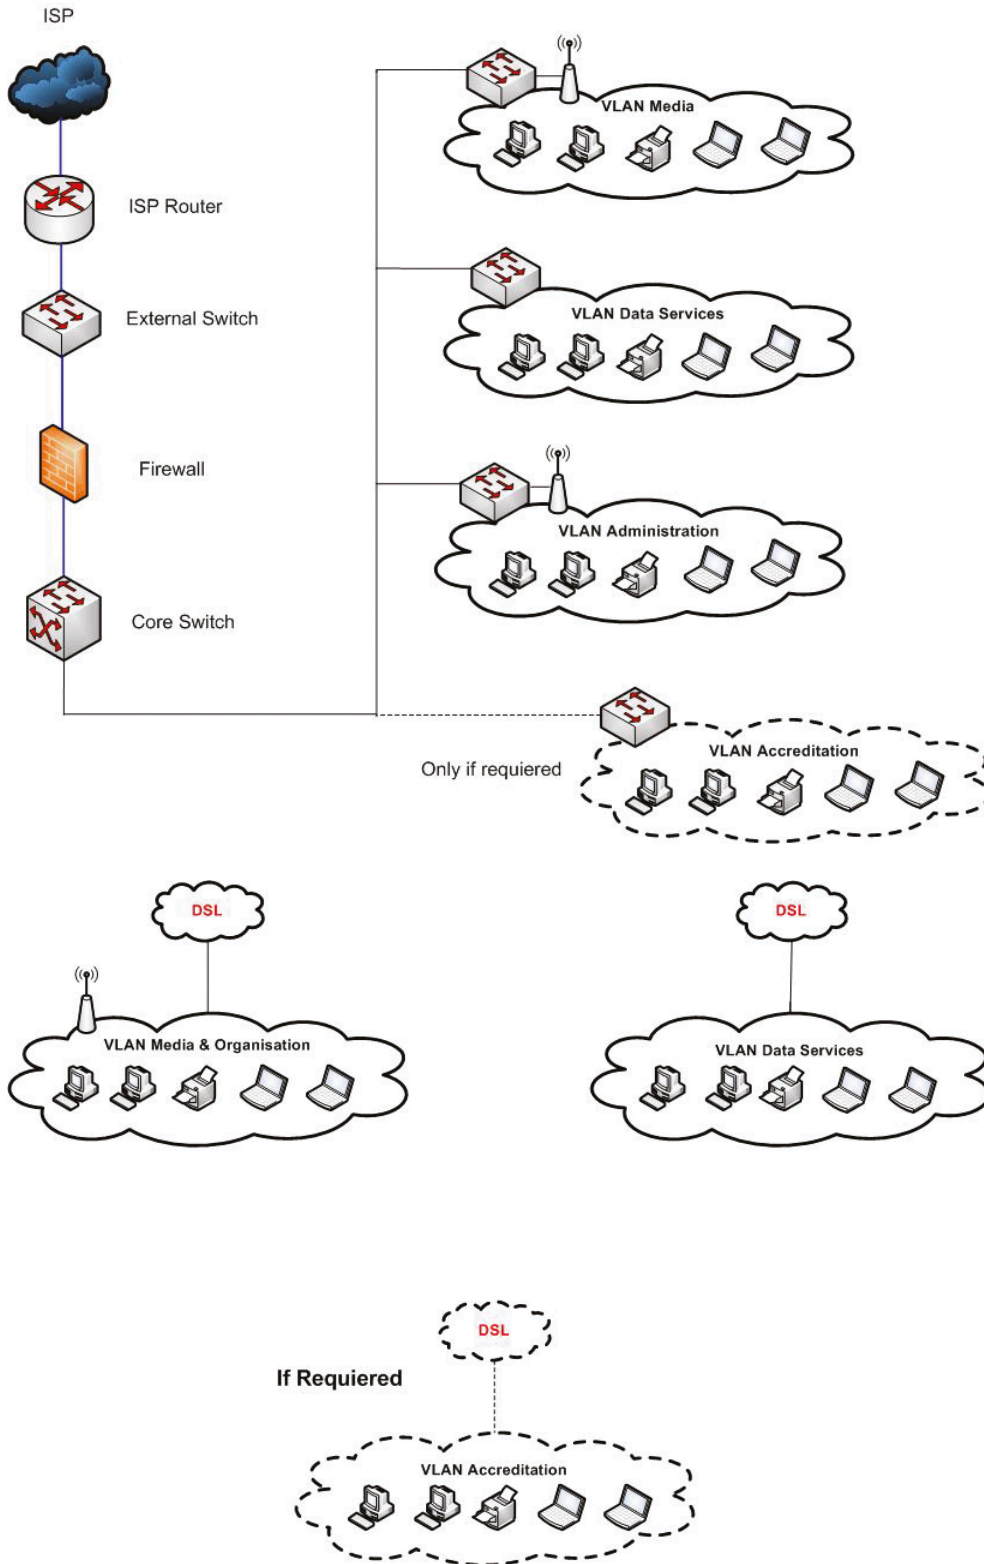 ISP
VLAN Media
ISP Router
External Switch
VLAN Data Services
Firewall
VLAN Administration
Core Switch
VLAN Accreditation
Only if requiered
DSL
DSL
VLAN Media & Organisation
VLAN Data Services
DSL
If Requiered
VLAN Accreditation